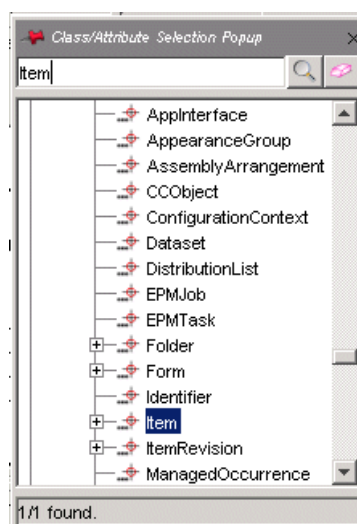 Class/Attribute Selection Popup
Item
AppInterface
AppearanceGroup
AssemblyArrangement
CCObject
ConfigurationContext
Dataset
DistributionList
EPMJob
EPMTask
Folder
Form
Identifier
Item
ItemRevision
ManagedOccurrence
1/1 found.